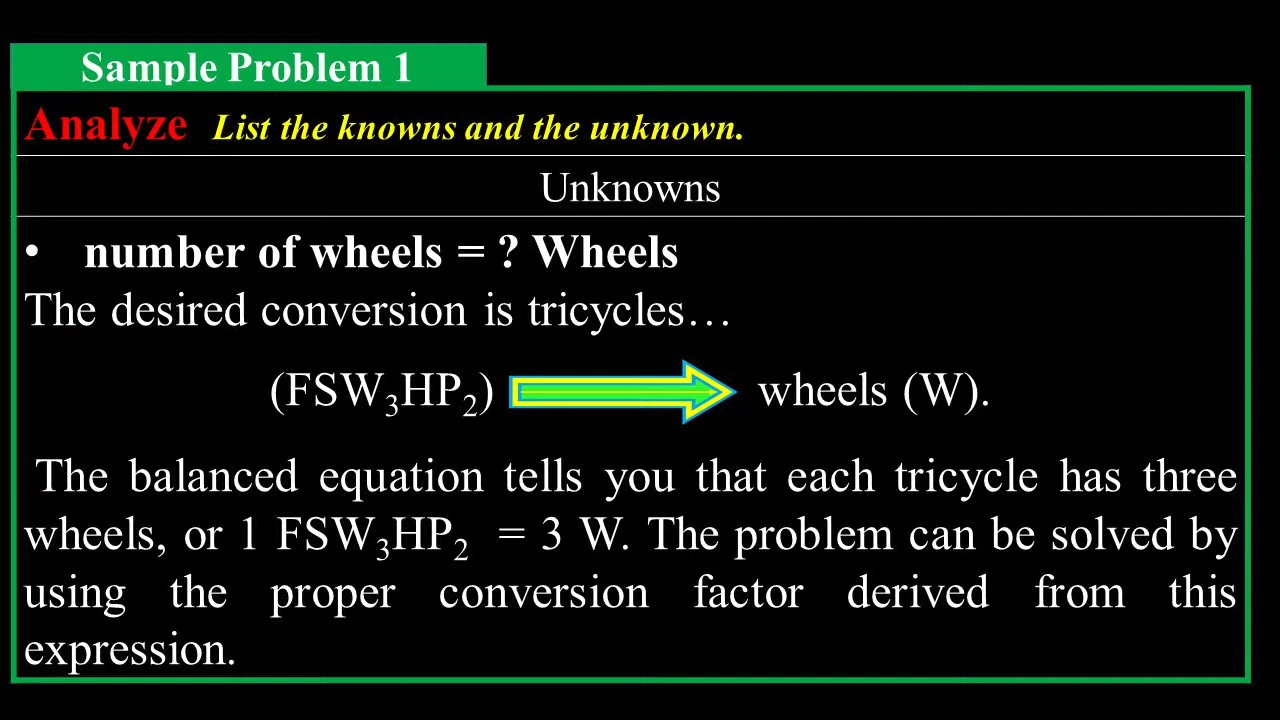 Sample Problem 1
Analyze List the knowns and the unknown.
Unknowns
• number of wheels = ? Wheels
The desired conversion is tricycles…
(FSW₃HP₂) wheels (W).
The balanced equation tells you that each tricycle has three
wheels, or 1 FSW₃HP₂ = 3 W. The problem can be solved by
using the proper conversion factor derived from this
expression.